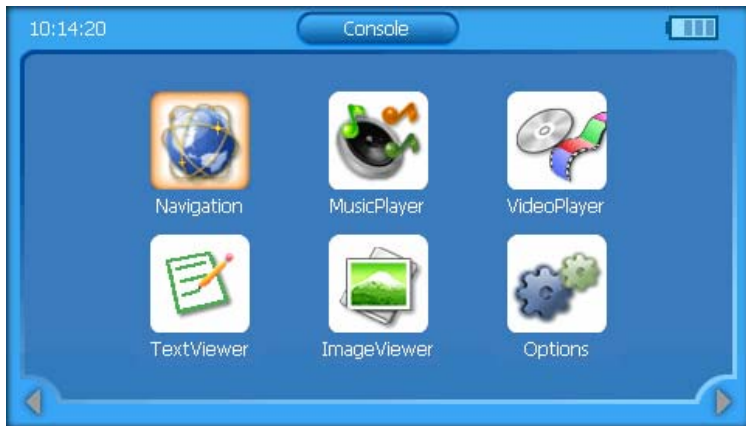 10:14:20
Console
Navigation
MusicPlayer
VideoPlayer
TextViewer
ImageViewer
Options